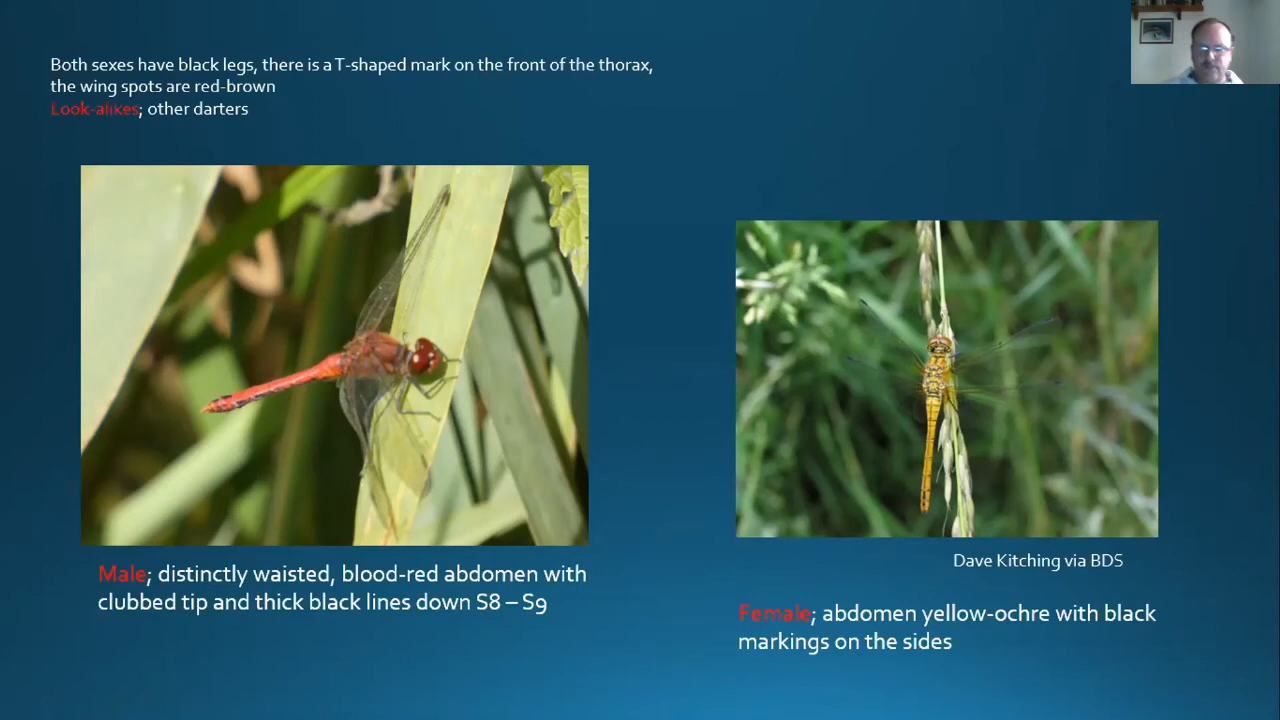 Both sexes have black legs, there is a T-shaped mark on the front of the thorax,
the wing spots are red-brown
Look-alikes; other darters
Male; distinctly waisted, blood-red abdomen with
clubbed tip and thick black lines down S8 – S9
Dave Kitching via BDS
Female; abdomen yellow-ochre with black
markings on the sides